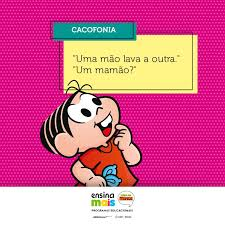 CACOFONIA
"Uma mão lava a outra."
"Um mamão?"
ensina
mais
PROGRAMAS EDUCACIONAIS